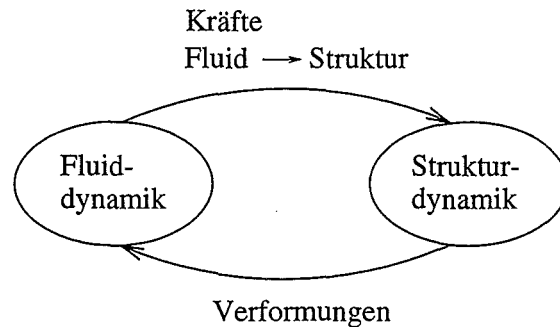 Kräfte
Fluid → Struktur
Fluid-
dynamik
Struktur-
dynamik
Verformungen